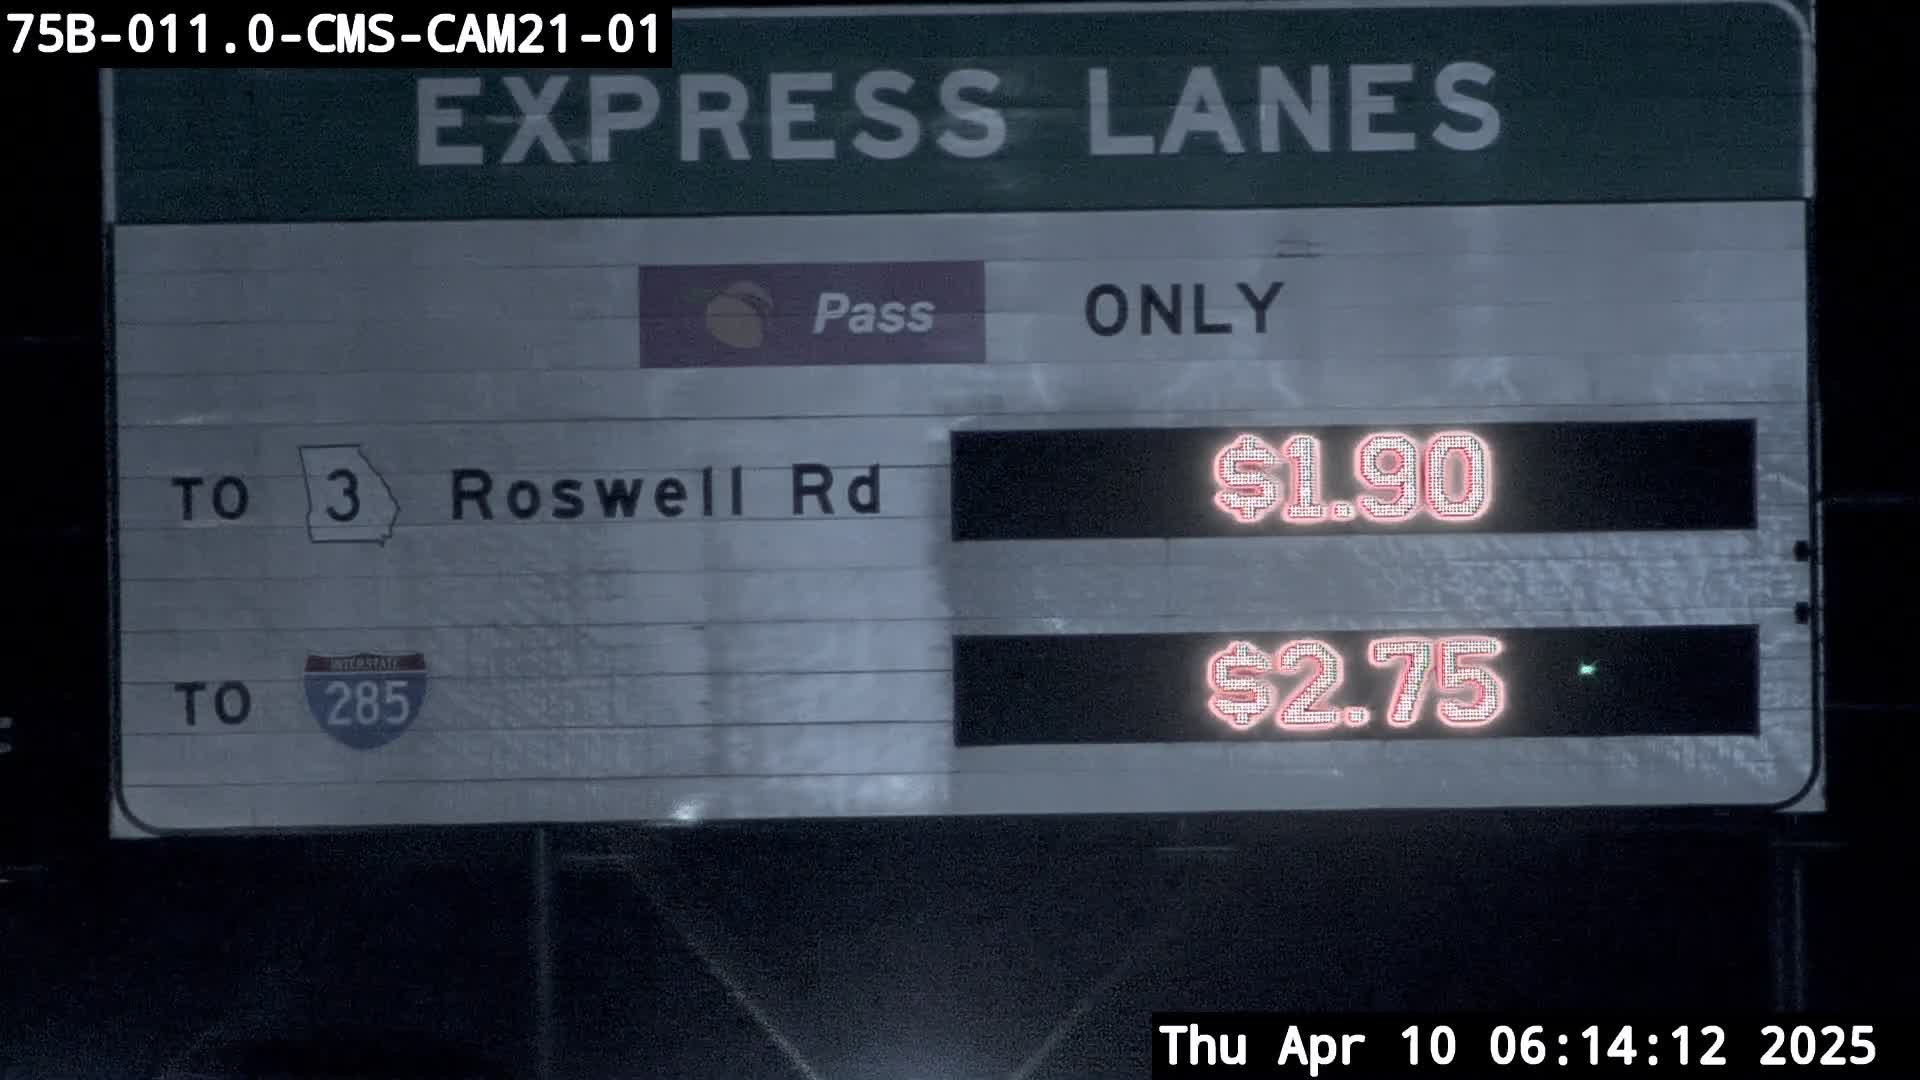 75B-011.0-CMS-CAM21-01
EXPRESS LANES
Pass ONLY
TO 3 Roswell Rd $1.90
INTERSTATE
TO 285 $2.75
Thu Apr 10 06:14:12 2025